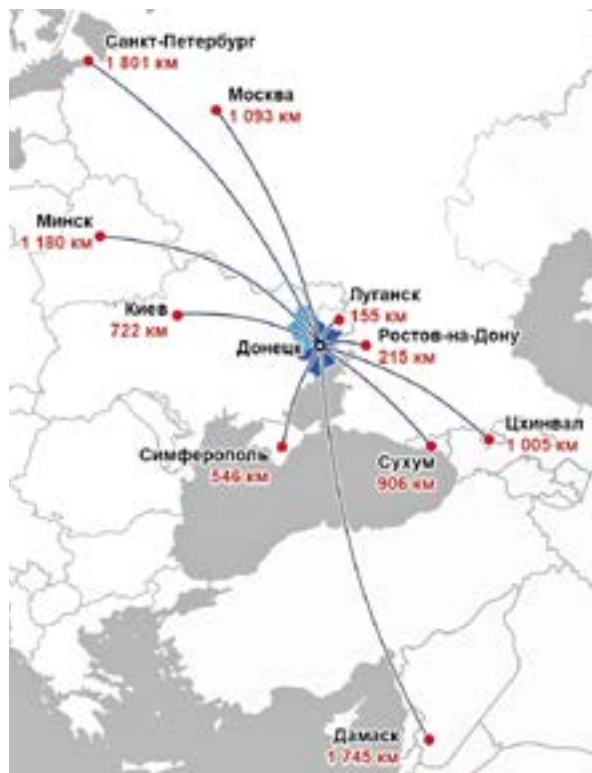 Санкт-Петербург
1 801 км
Москва
1 093 км
Минск
1 180 км
Луганск
155 км
Киев
722 км
Ростов-на-Дону
215 км
Донецк
Цхинвал
1 005 км
Симферополь
546 км
Сухум
906 км
Дамаск
1 745 км